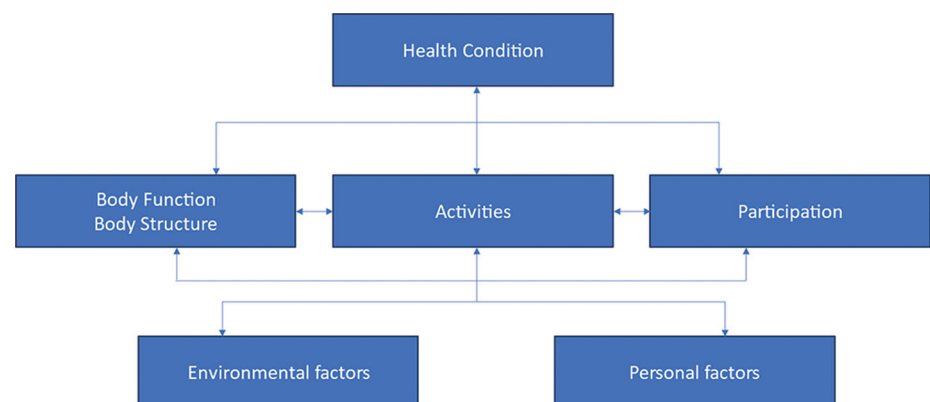 Health Condition
Body Function
Body Structure
Activities
Participation
Environmental factors
Personal factors